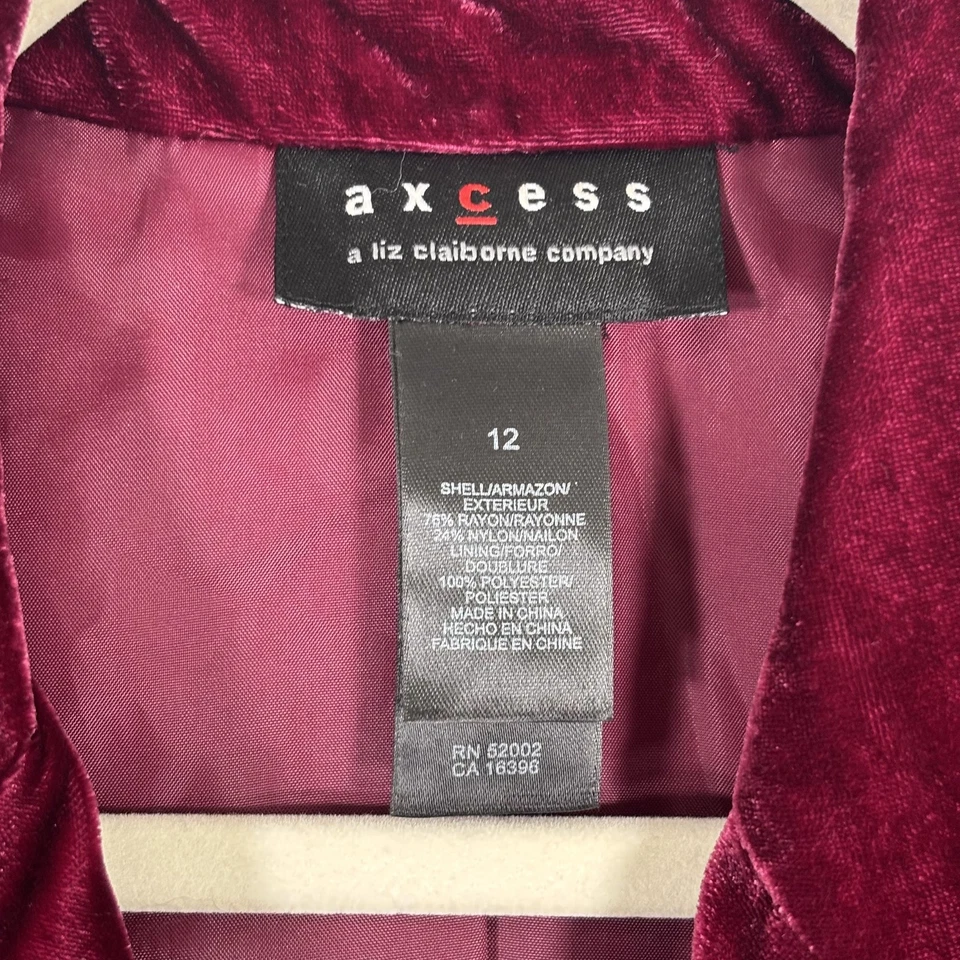 axcess
a liz claiborne company
12
SHELL/ARMAZON/
EXTERIEUR
76% RAYON/RAYONNE
24% NYLON/NAILON
LINING/FORRO/
DOUBLURE
100% POLYESTER/
POLIESTER
MADE IN CHINA
HECHO EN CHINA
FABRIQUE EN CHINE
RN 52002
CA 16396